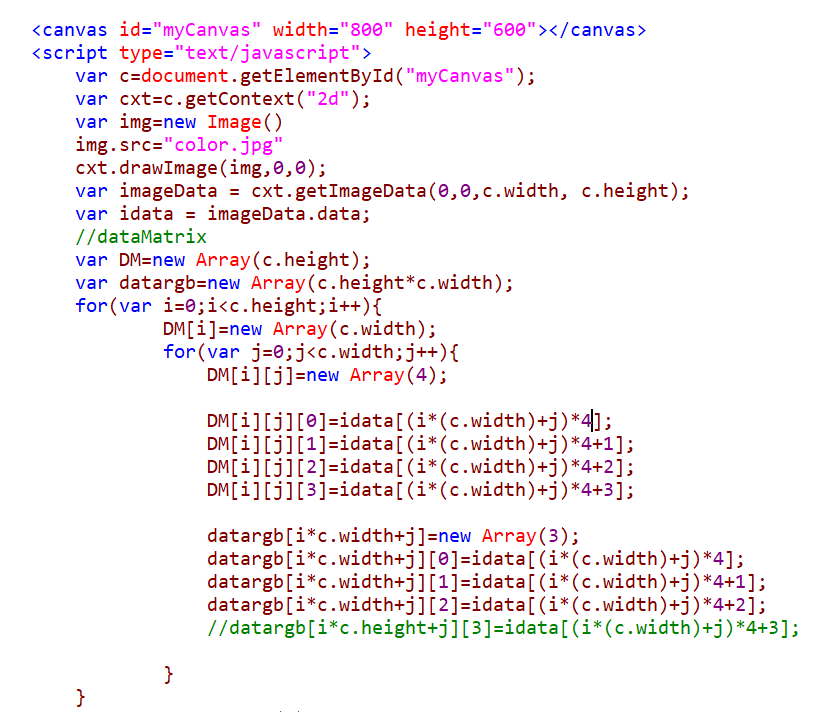 <canvas id="myCanvas" width="800" height="600"></canvas>
<script type="text/javascript">
var c=document.getElementById("myCanvas");
var cxt=c.getContext("2d");
var img=new Image()
img.src="color.jpg"
cxt.drawImage(img,0,0);
var imageData = cxt.getImageData(0,0,c.width, c.height);
var idata = imageData.data;
//dataMatrix
var DM=new Array(c.height);
var datargb=new Array(c.height*c.width);
for(var i=0;i<c.height;i++){
DM[i]=new Array(c.width);
for(var j=0;j<c.width;j++){
DM[i][j]=new Array(4);
DM[i][j][0]=idata[(i*(c.width)+j)*4];
DM[i][j][1]=idata[(i*(c.width)+j)*4+1];
DM[i][j][2]=idata[(i*(c.width)+j)*4+2];
DM[i][j][3]=idata[(i*(c.width)+j)*4+3];
datargb[i*c.width+j]=new Array(3);
datargb[i*c.width+j][0]=idata[(i*(c.width)+j)*4];
datargb[i*c.width+j][1]=idata[(i*(c.width)+j)*4+1];
datargb[i*c.width+j][2]=idata[(i*(c.width)+j)*4+2];
//datargb[i*c.height+j][3]=idata[(i*(c.width)+j)*4+3];
}
}